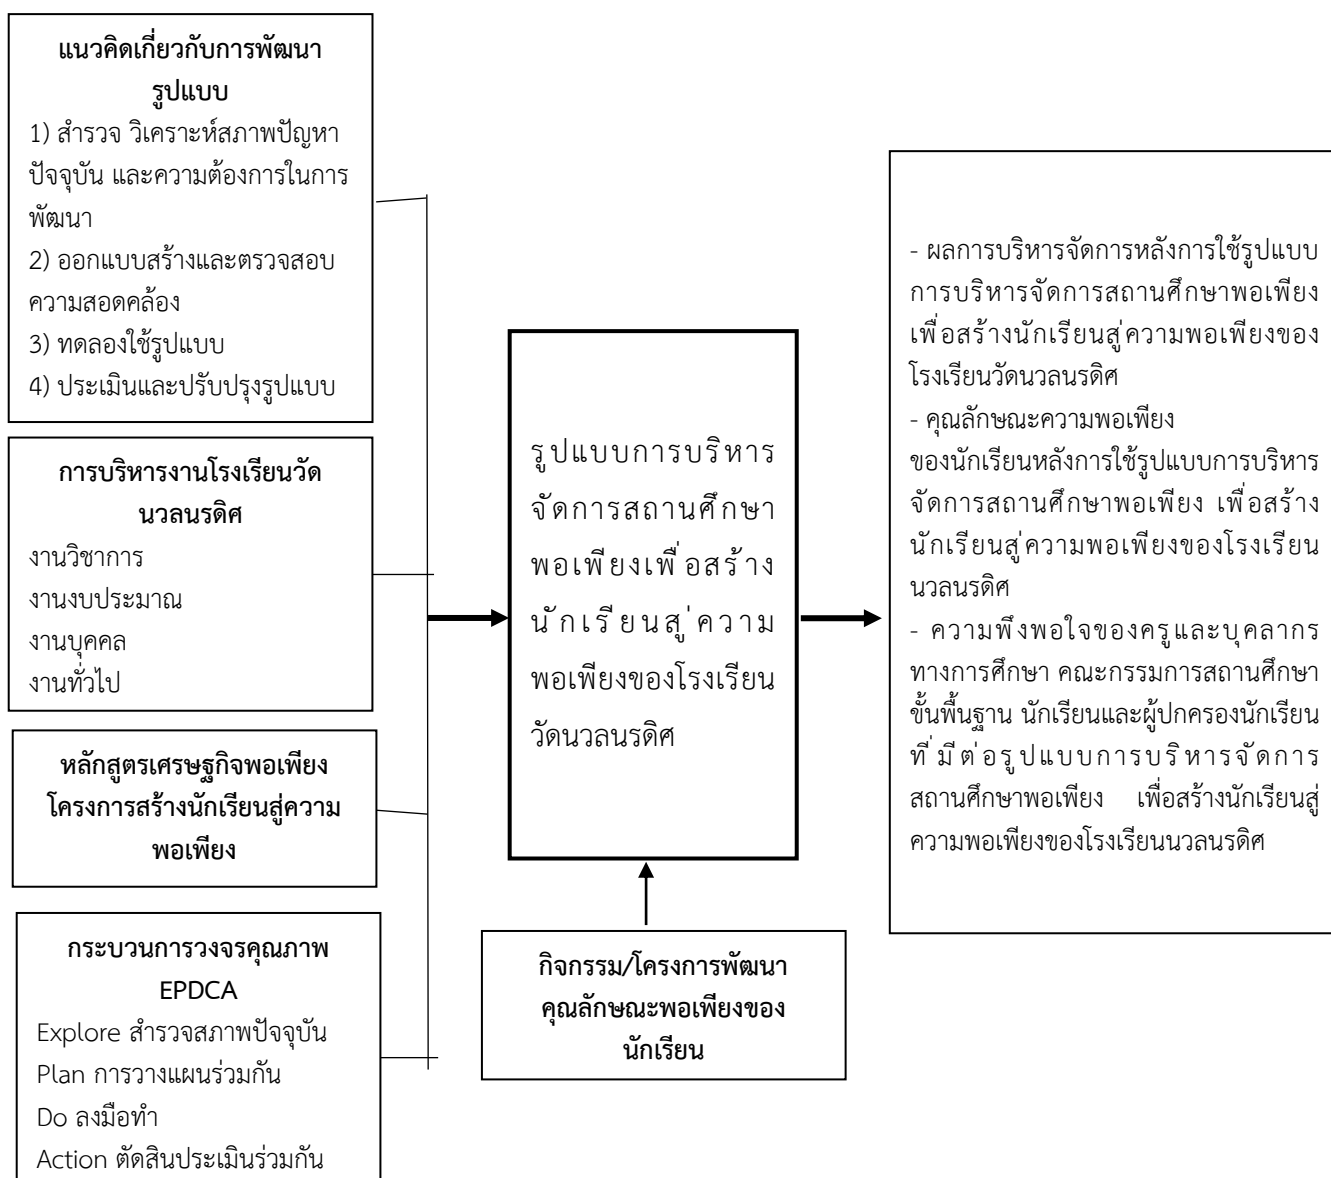 แนวคิดเกี่ยวกับการพัฒนา
รูปแบบ
1) สำรวจ วิเคราะห์สภาพปัญหา
ปัจจุบัน และความต้องการในการ
พัฒนา
2) ออกแบบสร้างและตรวจสอบ
ความสอดคล้อง
3) ทดลองใช้รูปแบบ
4) ประเมินและปรับปรุงรูปแบบ
การบริหารงานโรงเรียนวัด
นวลนรดิศ
งานวิชาการ
งานงบประมาณ
งานบุคคล
งานทั่วไป
หลักสูตรเศรษฐกิจพอเพียง
โครงการสร้างนักเรียนสู่ความ
พอเพียง
กระบวนการวงจรคุณภาพ
EPDCA
Explore สำรวจสภาพปัจจุบัน
Plan การวางแผนร่วมกัน
Do ลงมือทำ
Action ตัดสินประเมินร่วมกัน
รูปแบบการบริหาร
จัดการสถานศึกษา
พอเพียงเพื่อสร้าง
นักเรียนสู่ความ
พอเพียงของโรงเรียน
วัดนวลนรดิศ
กิจกรรม/โครงการพัฒนา
คุณลักษณะพอเพียงของ
นักเรียน
- ผลการบริหารจัดการหลังการใช้รูปแบบ
การบริหารจัดการสถานศึกษาพอเพียง
เพื่อสร้างนักเรียนสู่ความพอเพียงของ
โรงเรียนวัดนวลนรดิศ
- คุณลักษณะความพอเพียง
ของนักเรียนหลังการใช้รูปแบบการบริหาร
จัดการสถานศึกษาพอเพียง เพื่อสร้าง
นักเรียนสู่ความพอเพียงของโรงเรียน
นวลนรดิศ
- ความพึงพอใจของครูและบุคลากร
ทางการศึกษา คณะกรรมการสถานศึกษา
ขั้นพื้นฐาน นักเรียนและผู้ปกครองนักเรียน
ที่มีต่อรูปแบบการบริหารจัดการ
สถานศึกษาพอเพียง เพื่อสร้างนักเรียนสู่
ความพอเพียงของโรงเรียนนวลนรดิศ